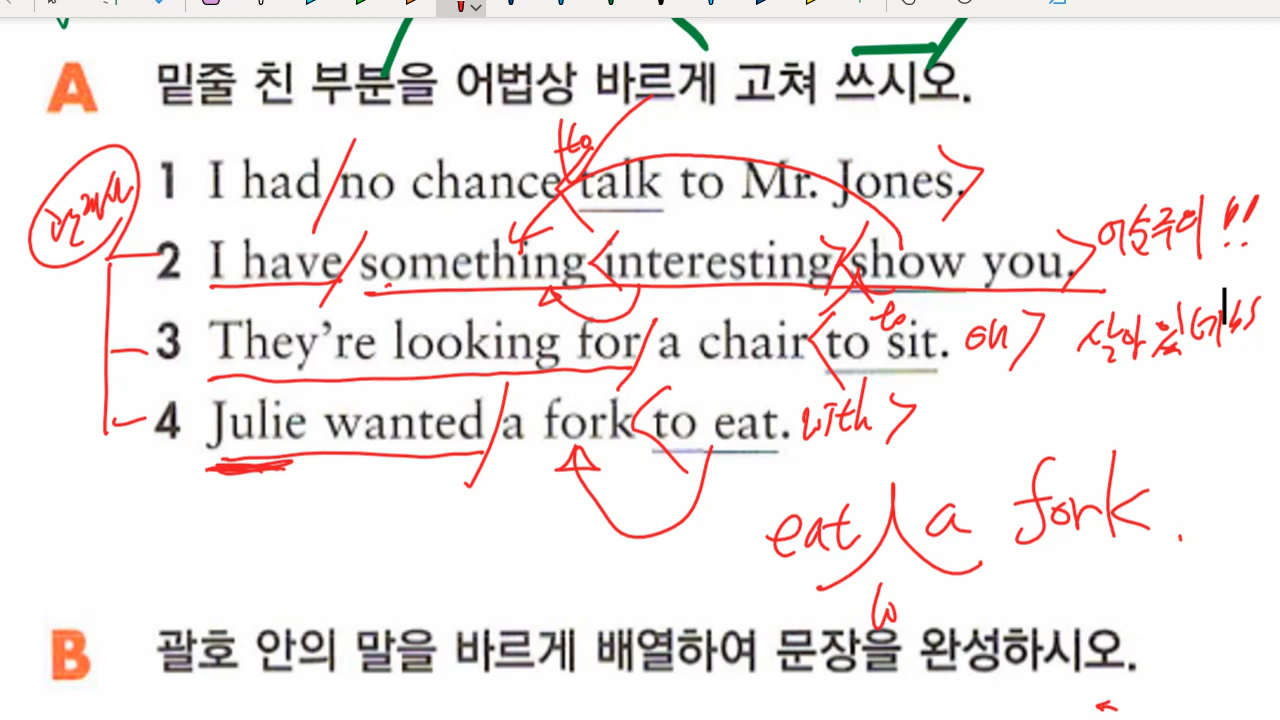 A 밑줄 친 부분을 어법상 바르게 고쳐 쓰시오.
to
1 I had no chance talk to Mr. Jones.
2 I have something interesting show you. 어순주의!!
to
3 They're looking for a chair to sit. on
4 Julie wanted a fork to eat. with
eat a fork.
B 괄호 안의 말을 바르게 배열하여 문장을 완성하시오.